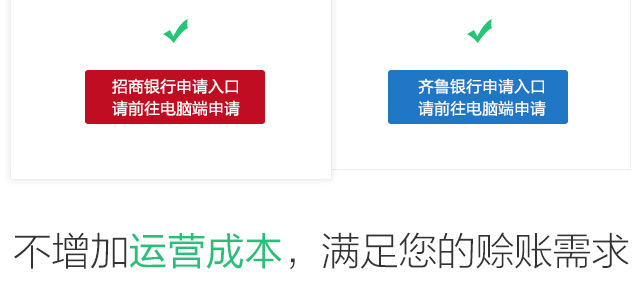 招商银行申请入口
请前往电脑端申请
齐鲁银行申请入口
请前往电脑端申请
不增加运营成本，满足您的赊账需求